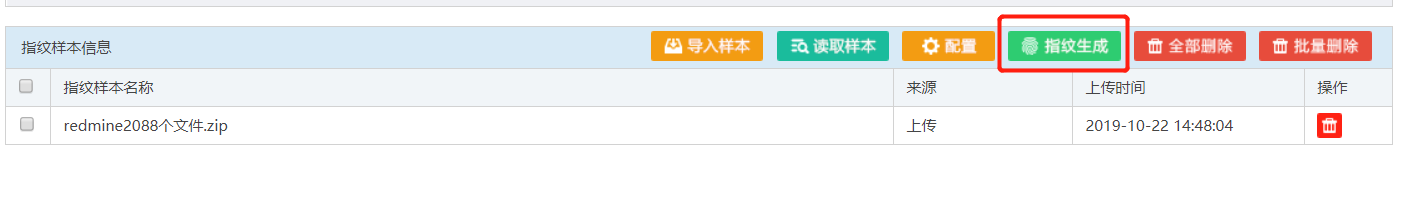 指纹样本信息 导入样本 读取样本 配置 指纹生成 全部删除 批量删除
指纹样本名称 来源 上传时间 操作
redmine2088个文件.zip 上传 2019-10-22 14:48:04